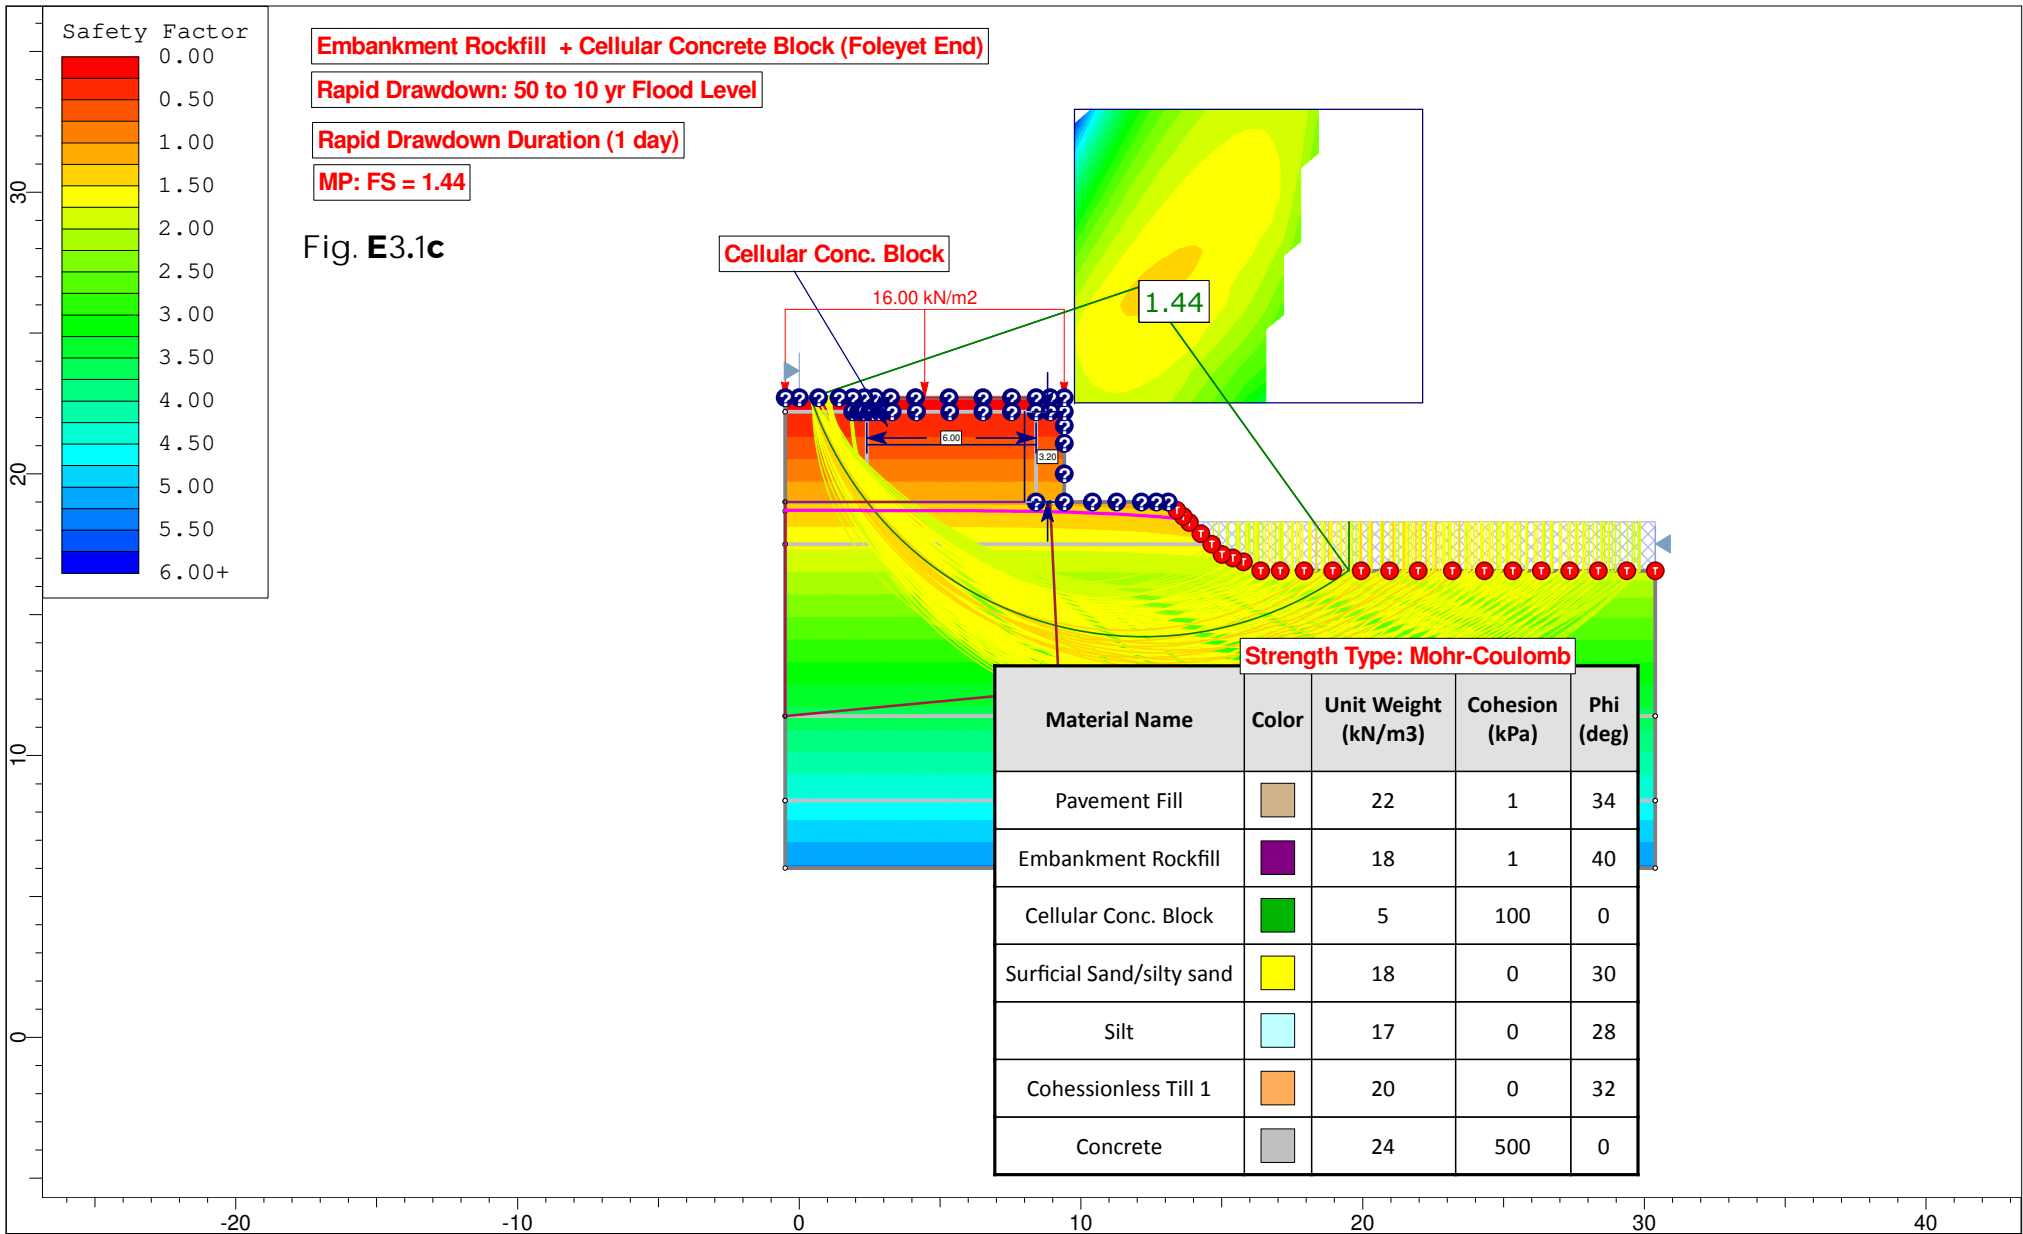 Safety Factor
0.00
0.50
1.00
1.50
2.00
2.50
3.00
3.50
4.00
4.50
5.00
5.50
6.00+
Embankment Rockfill + Cellular Concrete Block (Foleyet End)
Rapid Drawdown: 50 to 10 yr Flood Level
Rapid Drawdown Duration (1 day)
MP: FS = 1.44
Fig. E3.1c
Cellular Conc. Block
16.00 kN/m2
1.44
6.00
3.20
Strength Type: Mohr-Coulomb
Material Name Color Unit Weight (kN/m3) Cohesion (kPa) Phi (deg)
Pavement Fill 22 1 34
Embankment Rockfill 18 1 40
Cellular Conc. Block 5 100 0
Surficial Sand/silty sand 18 0 30
Silt 17 0 28
Cohessionless Till 1 20 0 32
Concrete 24 500 0
30
20
10
0
-20 -10 0 10 20 30 40